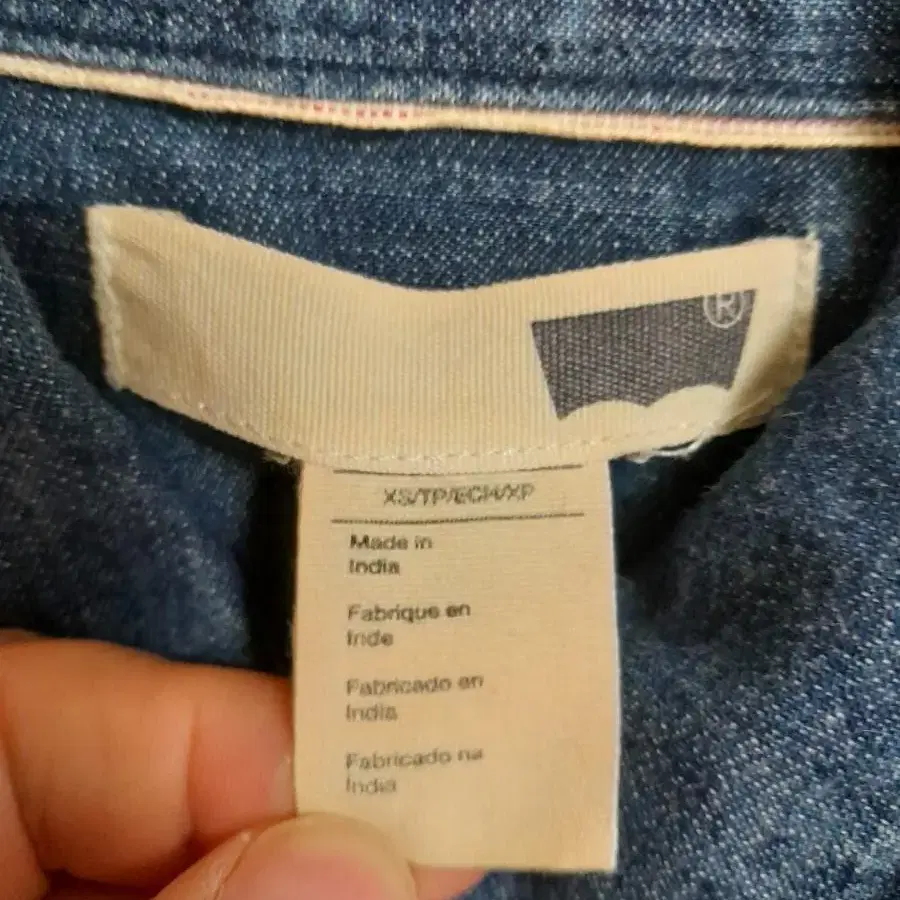 ®
XS/TP/ECH/XP
Made in
India
Fabrique en
Inde
Fabricado en
India
Fabricado na
India